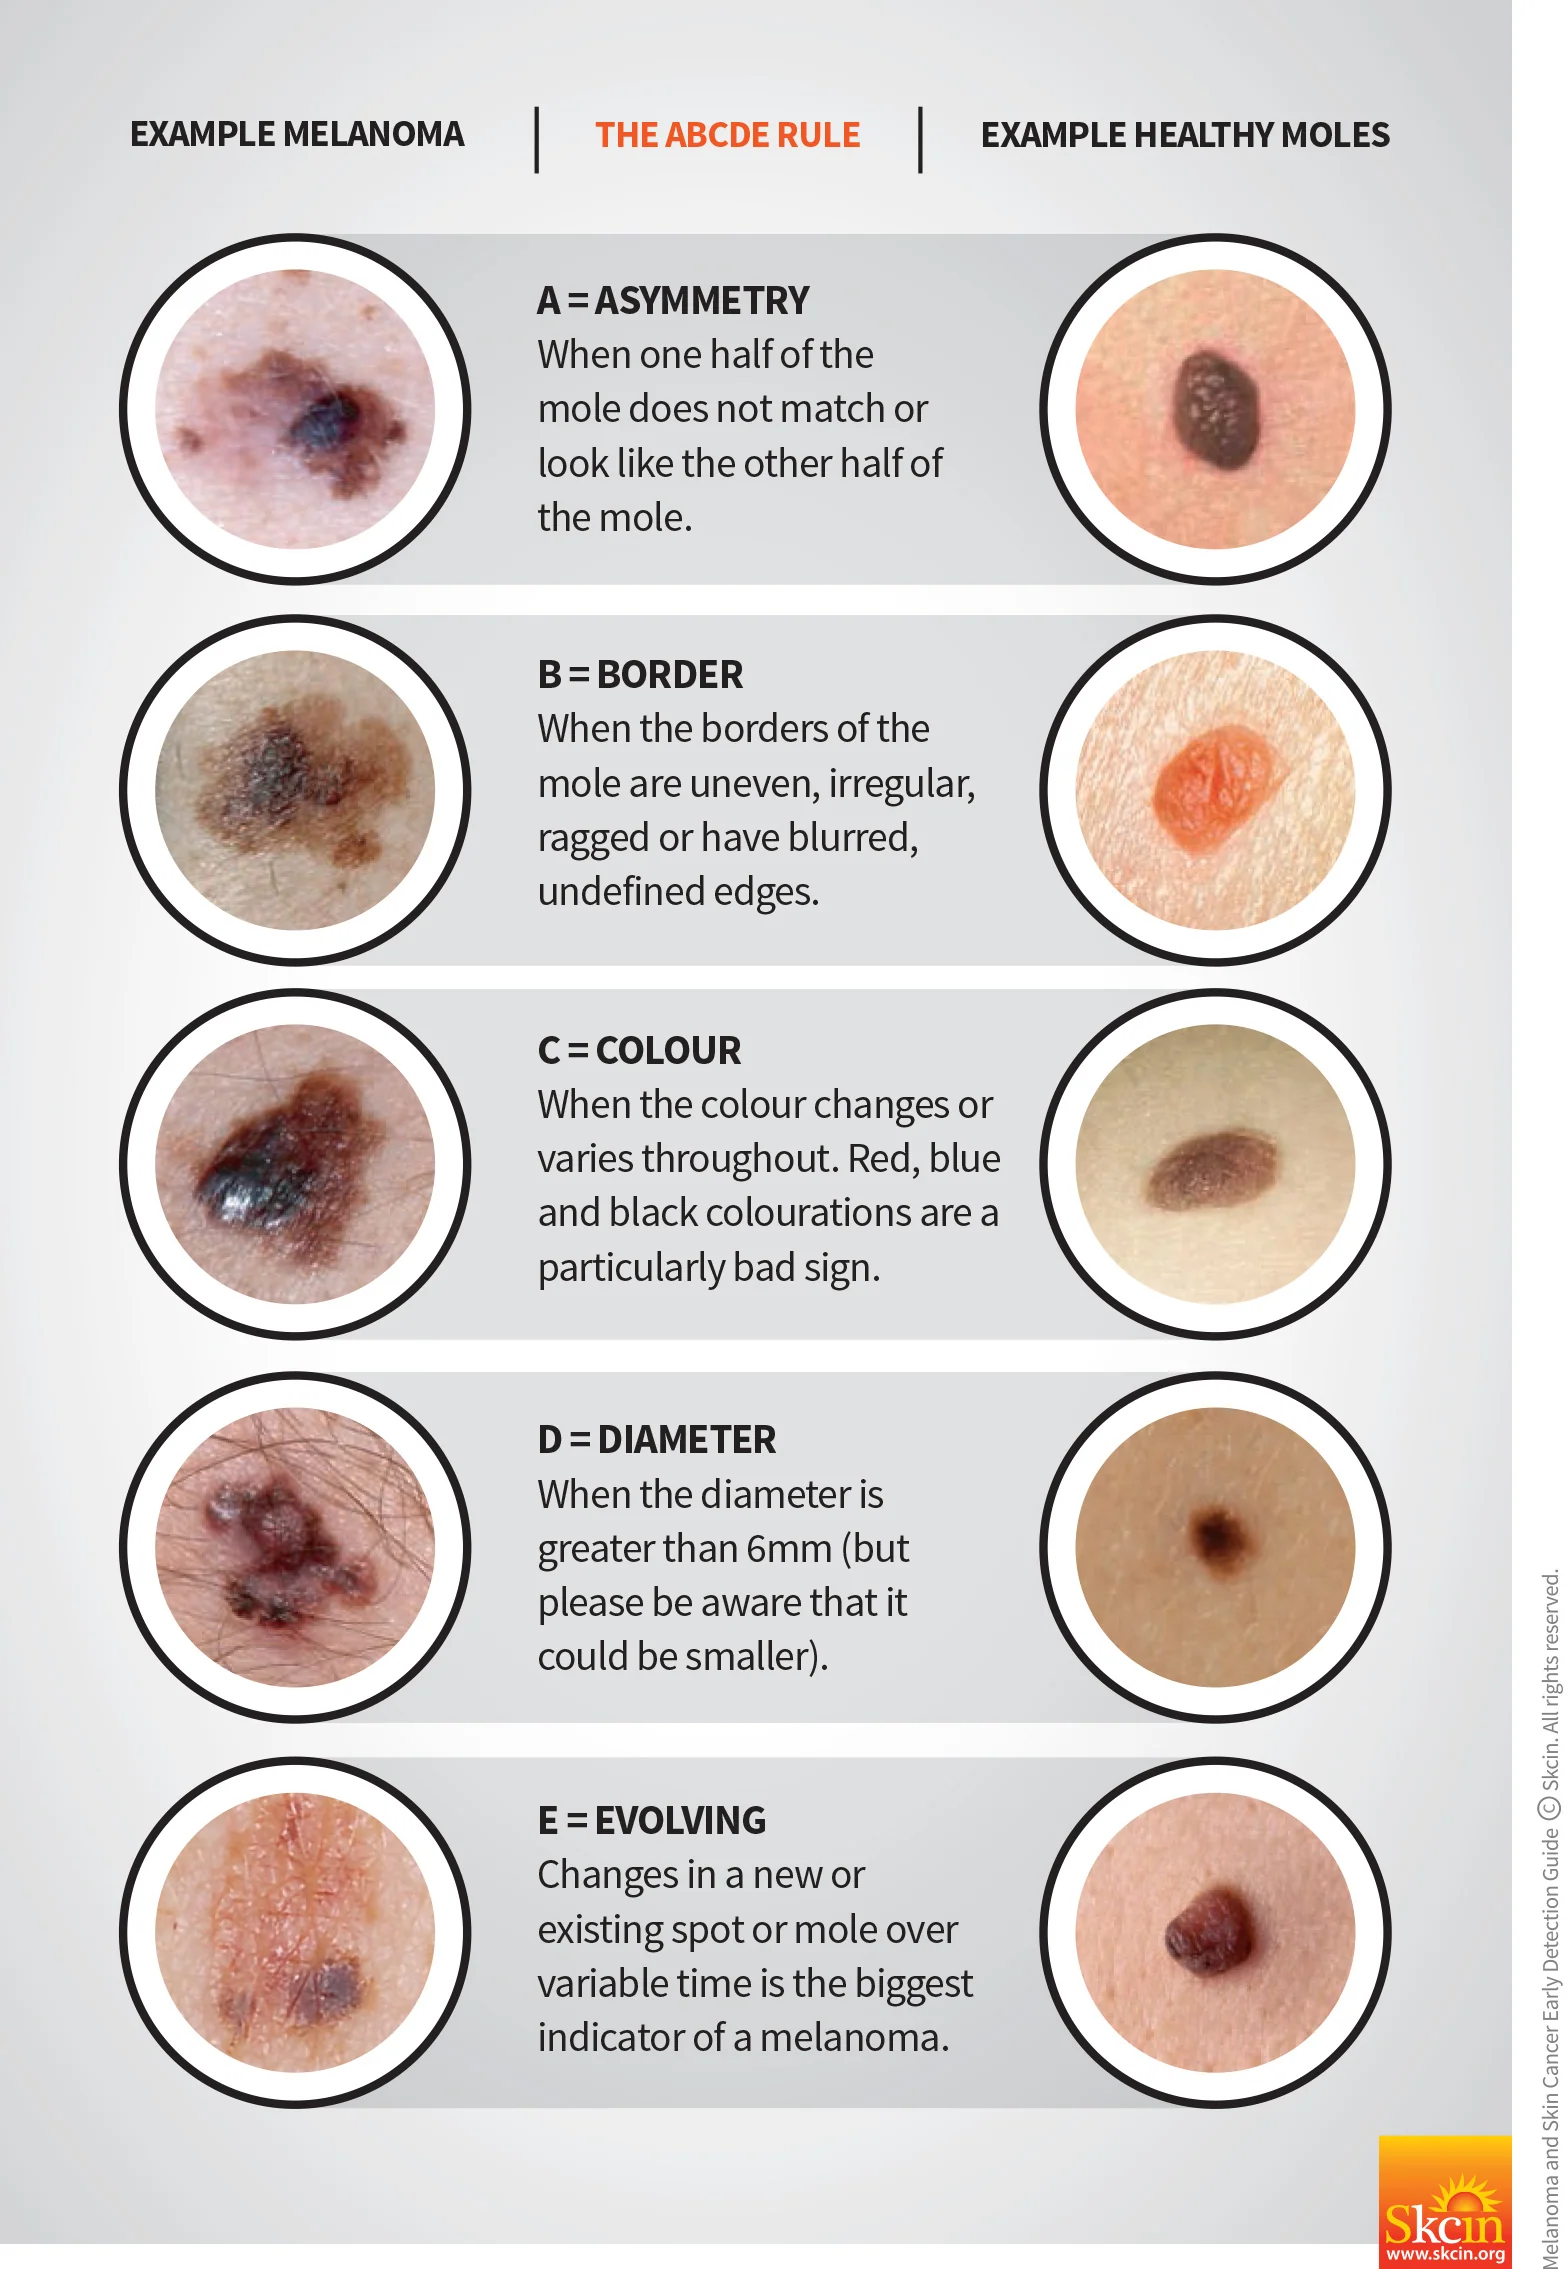 EXAMPLE MELANOMA
THE ABCDE RULE
EXAMPLE HEALTHY MOLES
A = ASYMMETRY
When one half of the
mole does not match or
look like the other half of
the mole.
B = BORDER
When the borders of the
mole are uneven, irregular,
ragged or have blurred,
undefined edges.
C = COLOUR
When the colour changes or
varies throughout. Red, blue
and black colourations are a
particularly bad sign.
D = DIAMETER
When the diameter is
greater than 6mm (but
please be aware that it
could be smaller).
E = EVOLVING
Changes in a new or
existing spot or mole over
variable time is the biggest
indicator of a melanoma.
Skcin
www.skcin.org
Melanoma and Skin Cancer Early Detection Guide © Skcin. All rights reserved.